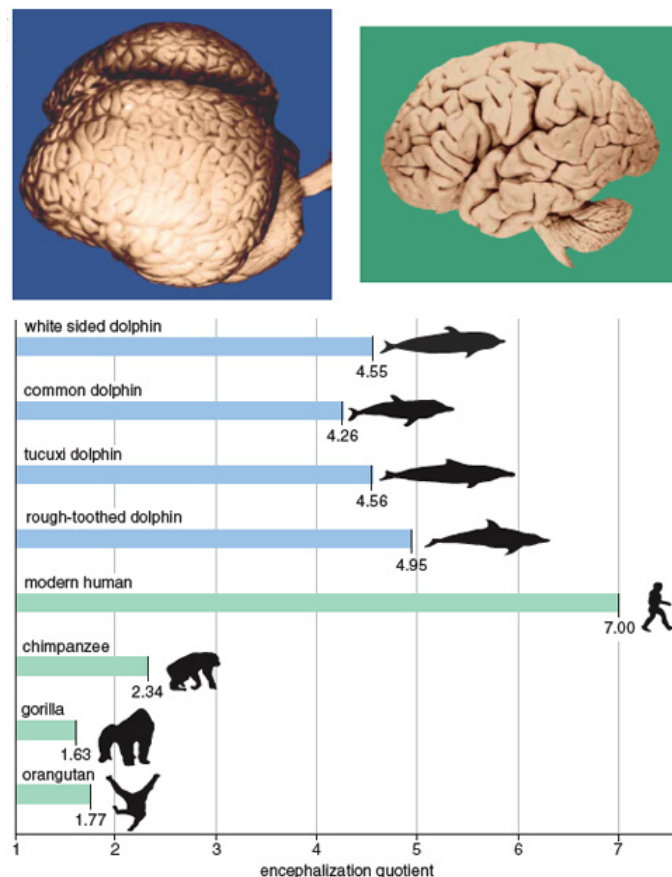 white sided dolphin
4.55
common dolphin
4.26
tucuxi dolphin
4.56
rough-toothed dolphin
4.95
modern human
7.00
chimpanzee
2.34
gorilla
1.63
orangutan
1.77
1 2 3 4 5 6 7
encephalization quotient